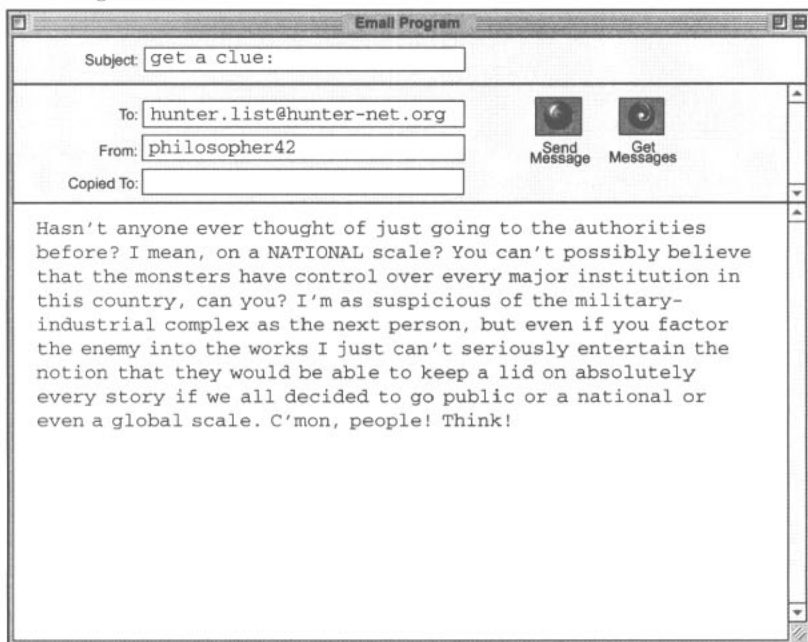 Email Program
Subject: get a clue:
To: hunter.list@hunter-net.org
From: philosopher42
Copied To:
Send Message
Get Messages
Hasn't anyone ever thought of just going to the authorities
before? I mean, on a NATIONAL scale? You can't possibly believe
that the monsters have control over every major institution in
this country, can you? I'm as suspicious of the military-
industrial complex as the next person, but even if you factor
the enemy into the works I just can't seriously entertain the
notion that they would be able to keep a lid on absolutely
every story if we all decided to go public or a national or
even a global scale. C'mon, people! Think!